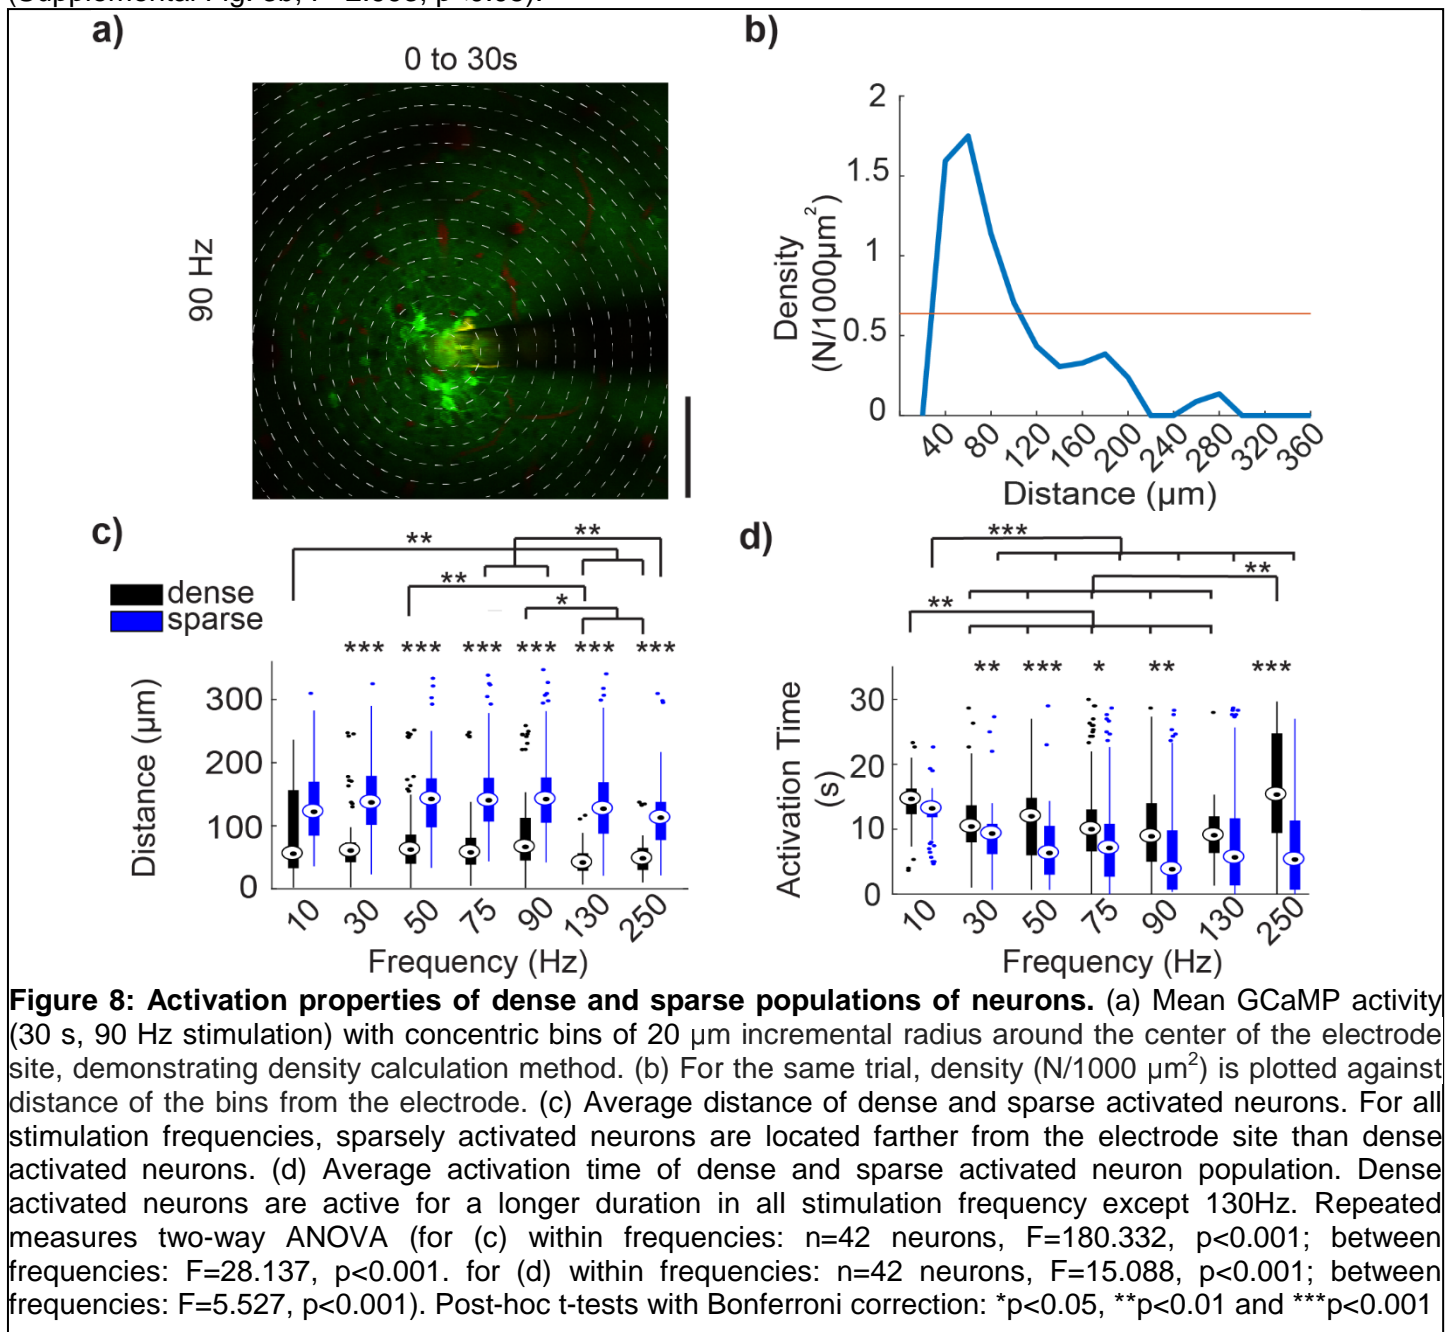 a)
0 to 30s
90 Hz
b)
2
1.5
1
0.5
0
Density
(N/1000µm²)
40 80 120 160 200 240 280 320 360
Distance (µm)
c)
** **
**
*
dense
sparse
*** *** *** *** *** ***
300
200
100
0
Distance (µm)
10 30 50 75 90 130 250
Frequency (Hz)
d)
***
**
**
** *** * ** ***
30
20
10
0
Activation Time
(s)
10 30 50 75 90 130 250
Frequency (Hz)
Figure 8: Activation properties of dense and sparse populations of neurons. (a) Mean GCaMP activity
(30 s, 90 Hz stimulation) with concentric bins of 20 µm incremental radius around the center of the electrode
site, demonstrating density calculation method. (b) For the same trial, density (N/1000 µm²) is plotted against
distance of the bins from the electrode. (c) Average distance of dense and sparse activated neurons. For all
stimulation frequencies, sparsely activated neurons are located farther from the electrode site than dense
activated neurons. (d) Average activation time of dense and sparse activated neuron population. Dense
activated neurons are active for a longer duration in all stimulation frequency except 130Hz. Repeated
measures two-way ANOVA (for (c) within frequencies: n=42 neurons, F=180.332, p<0.001; between
frequencies: F=28.137, p<0.001. for (d) within frequencies: n=42 neurons, F=15.088, p<0.001; between
frequencies: F=5.527, p<0.001). Post-hoc t-tests with Bonferroni correction: *p<0.05, **p<0.01 and ***p<0.001